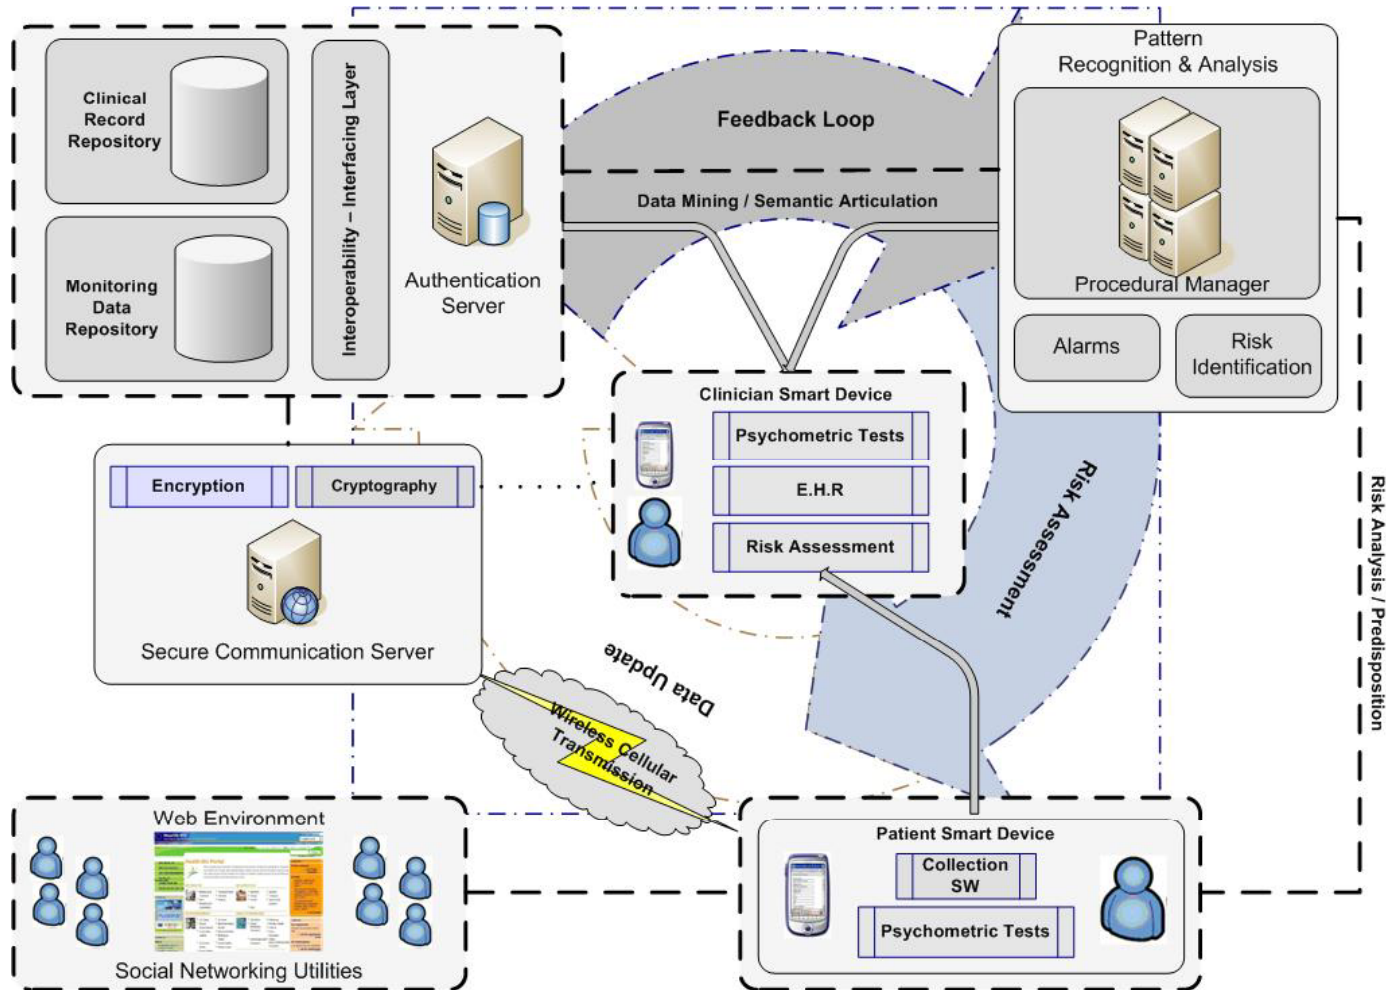 Clinical
Record
Repository
Monitoring
Data
Repository
Interoperability – Interfacing Layer
Authentication
Server
Feedback Loop
Data Mining / Semantic Articulation
Pattern
Recognition & Analysis
Procedural Manager
Alarms
Risk
Identification
Clinician Smart Device
Psychometric Tests
E.H.R
Risk Assessment
Encryption
Cryptography
Secure Communication Server
Risk Assessment
Risk Analysis / Predisposition
Data Update
Wireless Cellular
Transmission
Web Environment
Social Networking Utilities
Patient Smart Device
Collection
SW
Psychometric Tests